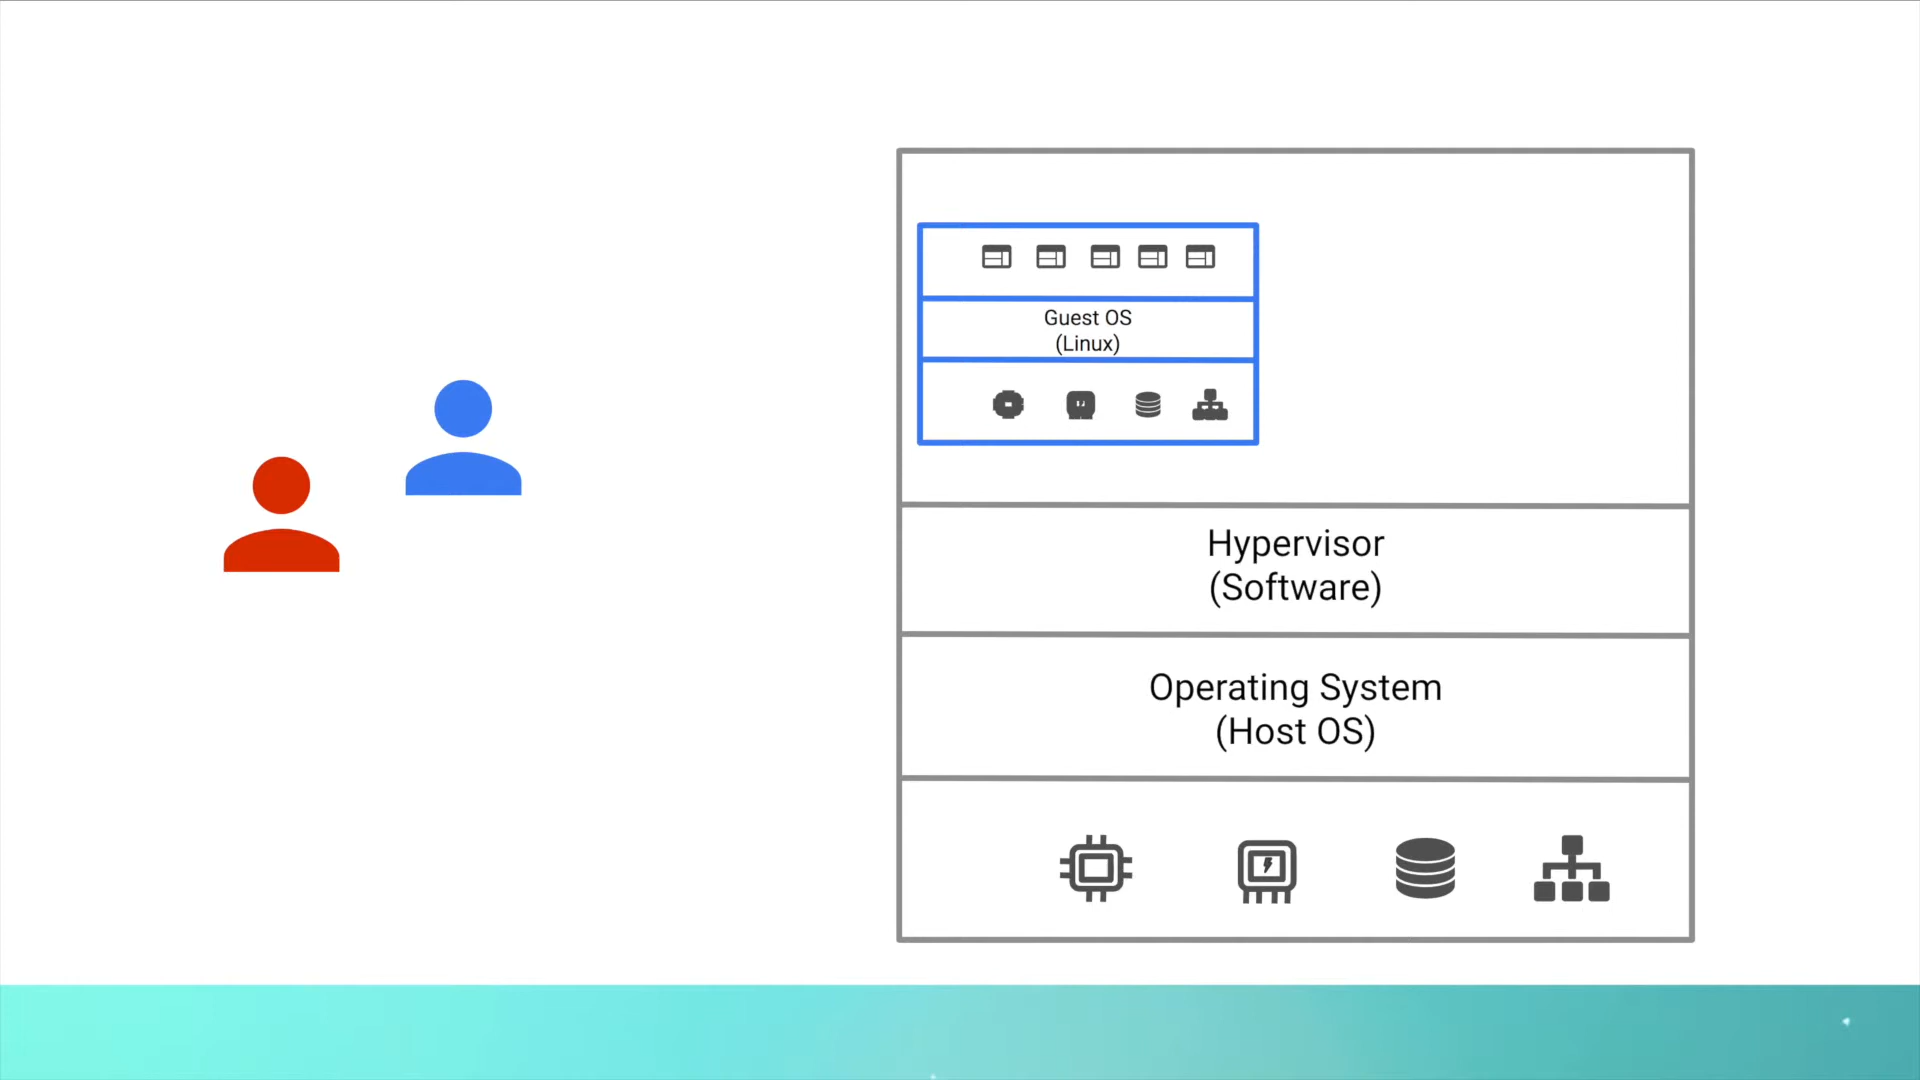 Guest OS
(Linux)
Hypervisor
(Software)
Operating System
(Host OS)